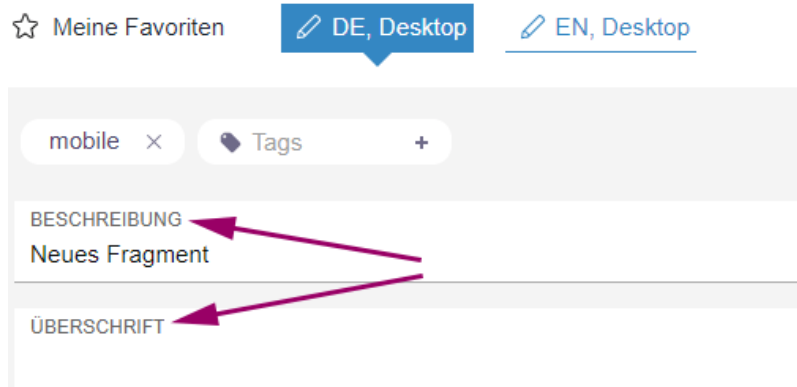 Meine Favoriten DE, Desktop EN, Desktop
mobile × Tags +
BESCHREIBUNG
Neues Fragment
ÜBERSCHRIFT